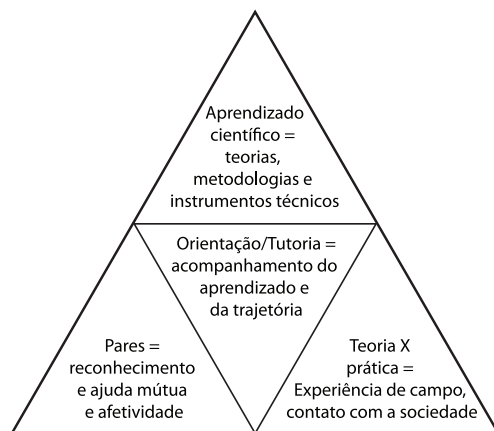 Aprendizado
científico =
teorias,
metodologias e
instrumentos técnicos
Orientação/Tutoria =
acompanhamento do
aprendizado e
da trajetória
Pares =
reconhecimento
e ajuda mútua
e afetividade
Teoria X
prática =
Experiência de campo,
contato com a sociedade